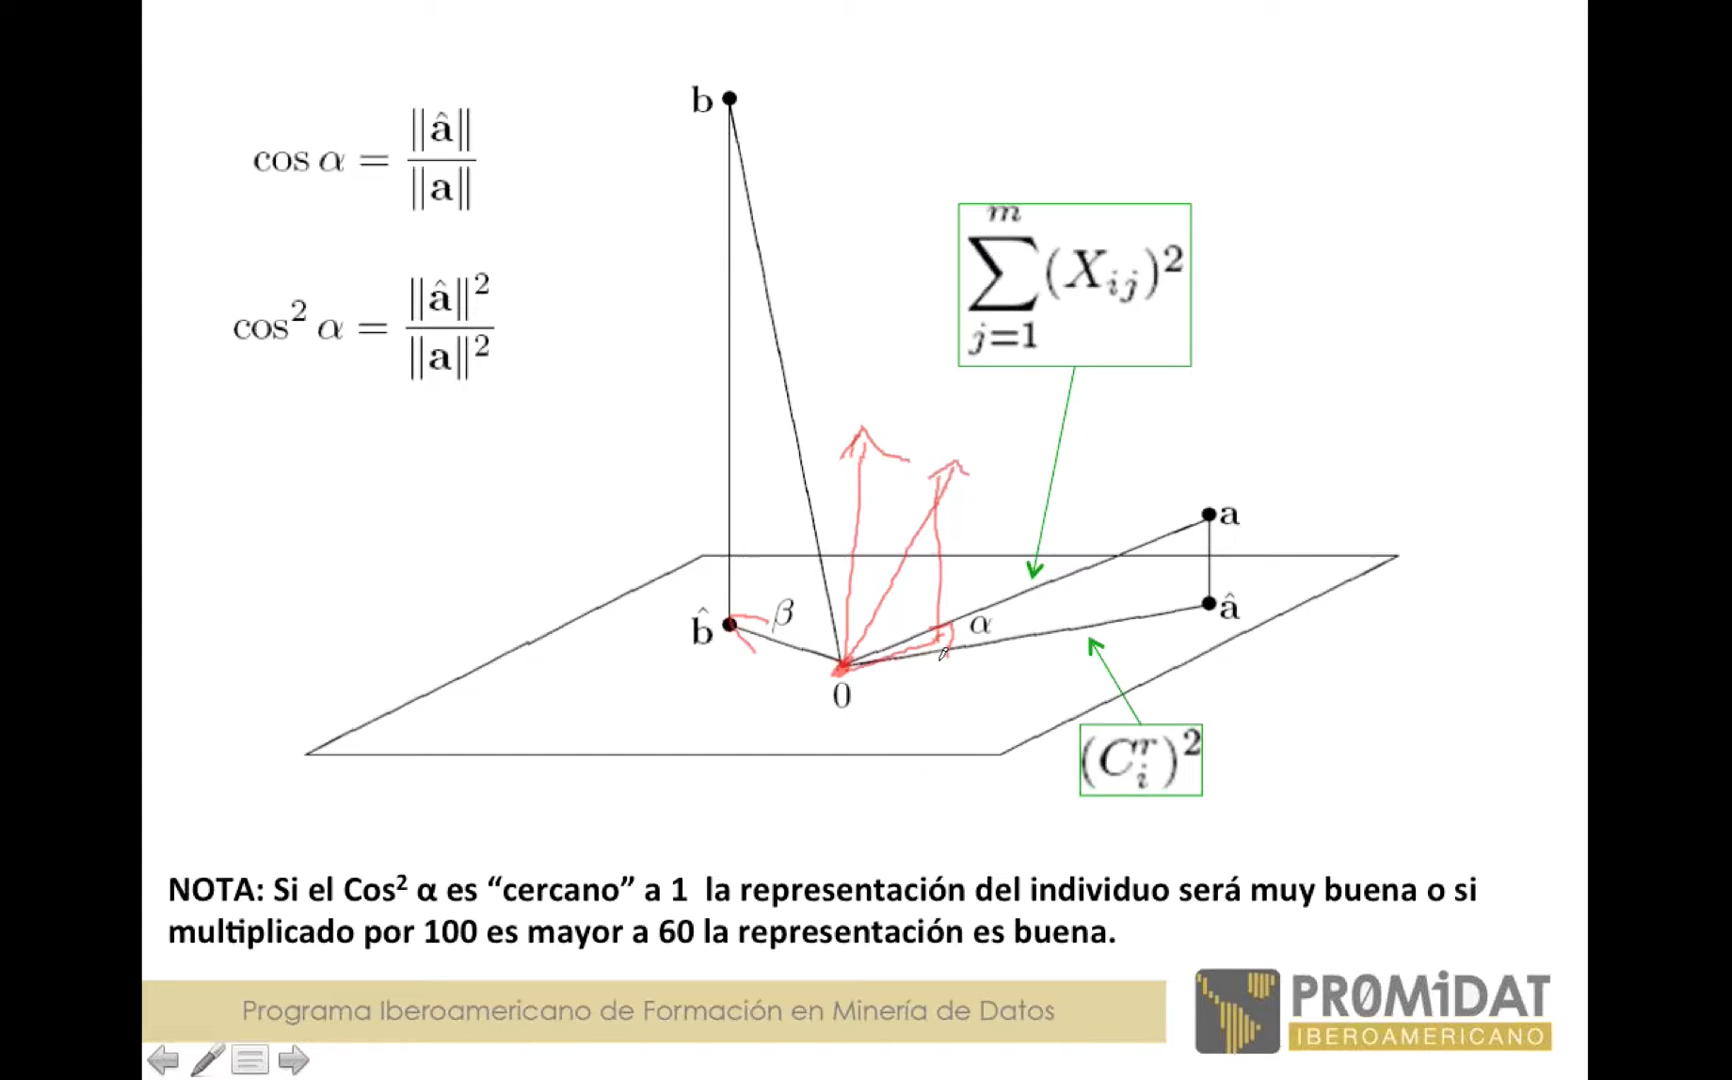 b
cos α = ‖â‖ / ‖a‖
cos² α = ‖â‖² / ‖a‖²
m
∑ (Xij)²
j=1
a
â
b̂
β
α
0
(Cᵢʳ)²
NOTA: Si el Cos² α es “cercano” a 1 la representación del individuo será muy buena o si
multiplicado por 100 es mayor a 60 la representación es buena.
Programa Iberoamericano de Formación en Minería de Datos
PR0MiDAT
IBEROAMERICANO